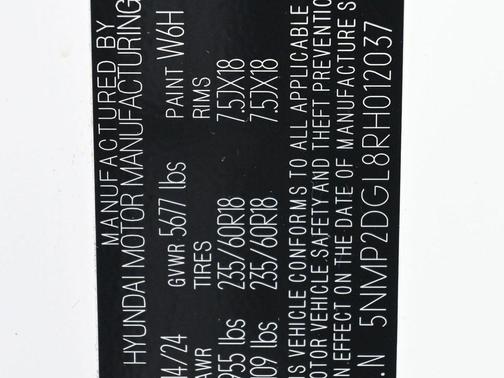 MANUFACTURED BY
HYUNDAI MOTOR MANUFACTURING
4/24 GVWR 5677 lbs PAINT W6H
AWR TIRES RIMS
955 lbs 235/60R18 7.5JX18
09 lbs 235/60R18 7.5JX18
IS VEHICLE CONFORMS TO ALL APPLICABLE
OTOR VEHICLE SAFETY AND THEFT PREVENTIO
N EFFECT ON THE DATE OF MANUFACTURE S
.N 5NMP2DGL8RH012037